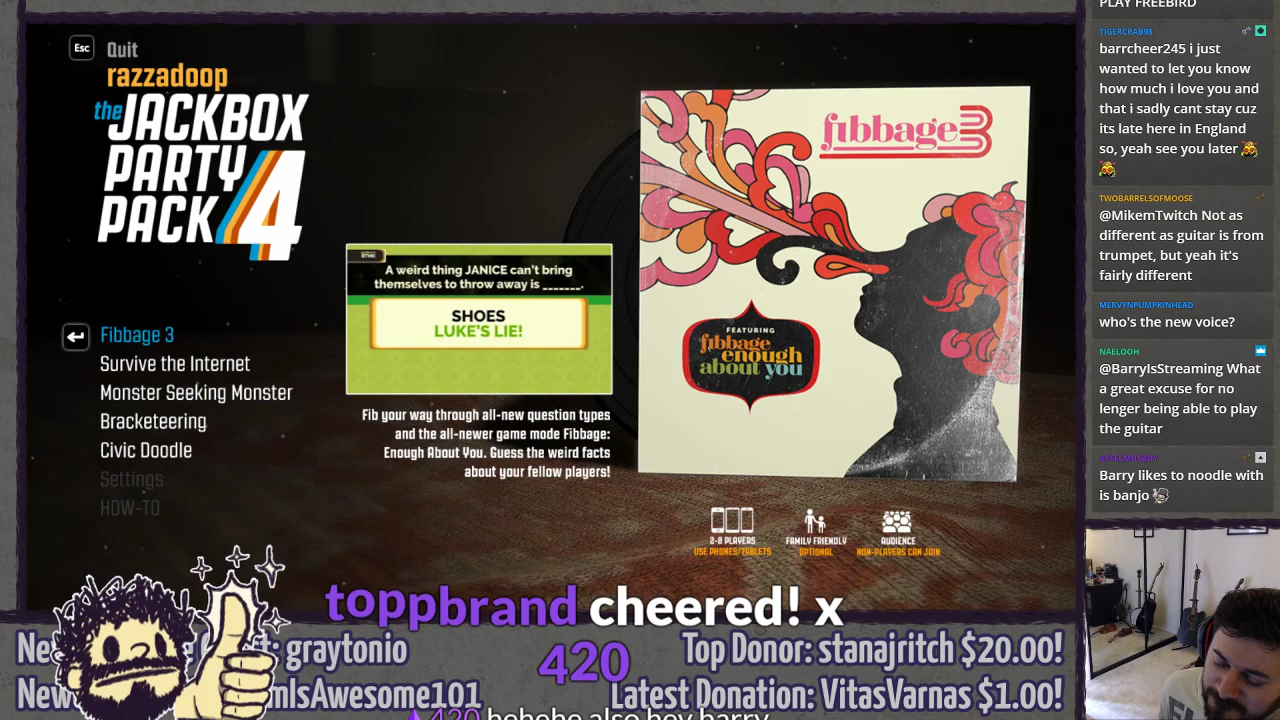 Esc Quit
razzadoop
the JACKBOX
PARTY
PACK 4
Fibbage 3
Survive the Internet
Monster Seeking Monster
Bracketeering
Civic Doodle
Settings
HOW-TO
A weird thing JANICE can't bring
themselves to throw away is _______.
SHOES
LUKE'S LIE!
Fib your way through all-new question types
and the all-newer game mode Fibbage:
Enough About You. Guess the weird facts
about your fellow players!
fibbage 3
FEATURING
fibbage
enough
about you
2-8 PLAYERS
USE PHONES/TABLETS
FAMILY FRIENDLY
OPTIONAL
AUDIENCE
NON-PLAYERS CAN JOIN
toppbrand cheered! x
420
420 hehehe also hey barry
graytonio
Top Donor: stanajritch $20.00!
Latest Donation: VitasVarnas $1.00!
PLAY FREEBIRD
TIGERCRAB98
barrcheer245 i just
wanted to let you know
how much i love you and
that i sadly cant stay cuz
its late here in England
so, yeah see you later
TWOBARRELSOFMOOSE
@MikemTwitch Not as
different as guitar is from
trumpet, but yeah it's
fairly different
MERVYNPUMPKINHEAD
who's the new voice?
NAELOOH
@BarryIsStreaming What
a great excuse for no
lenger being able to play
the guitar
Barry likes to noodle with
is banjo